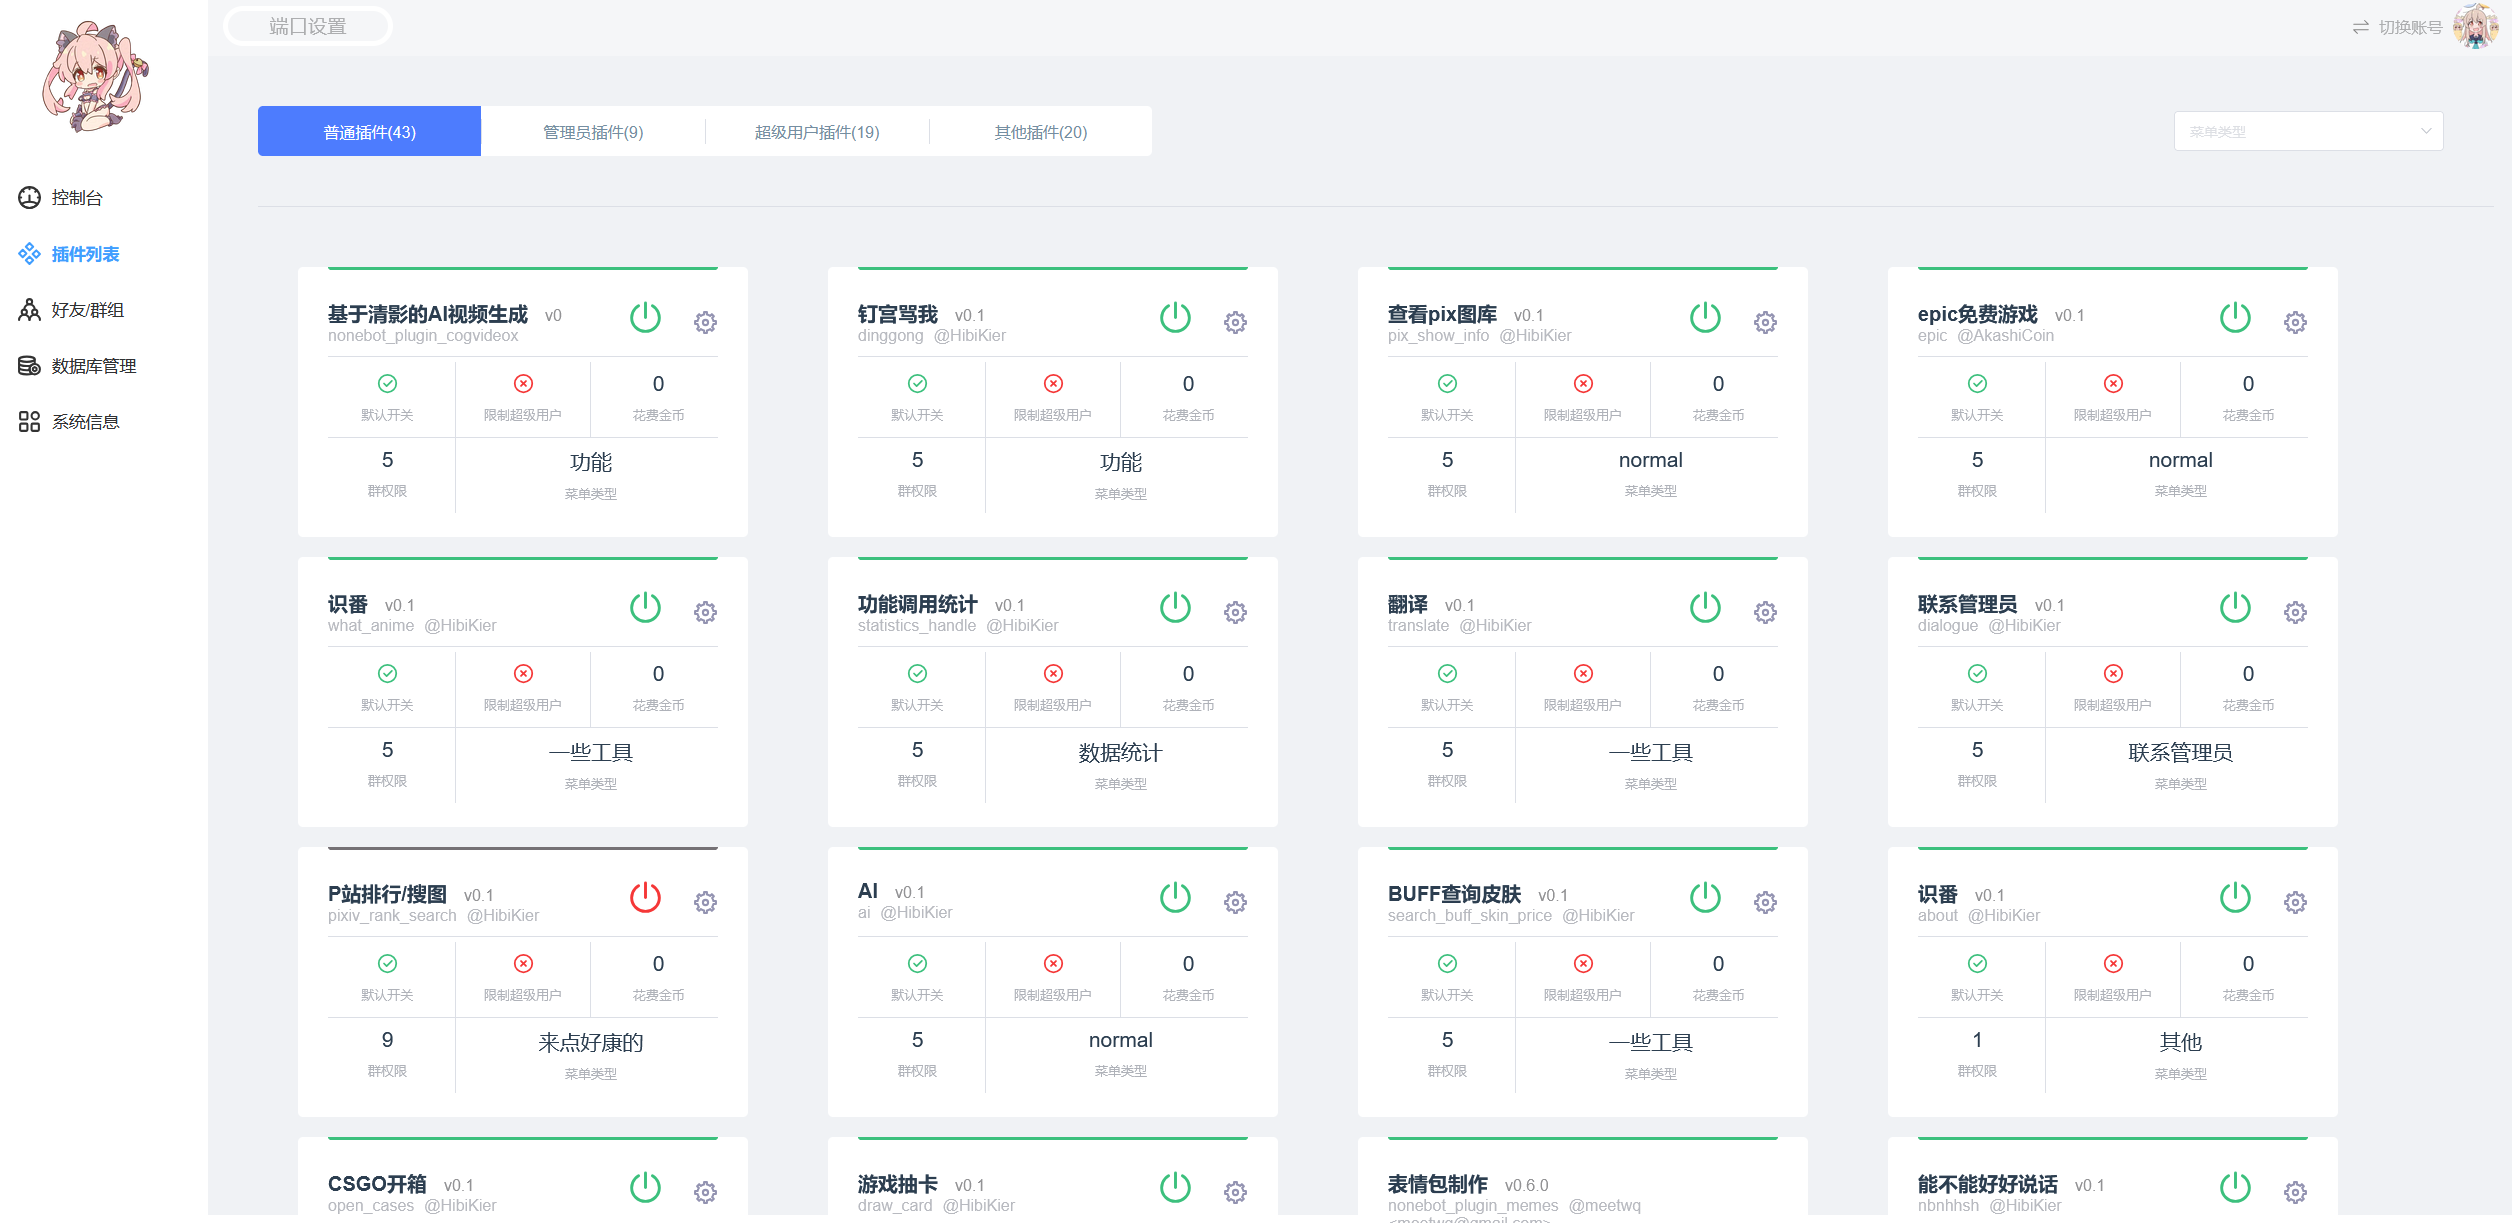 端口设置
切换账号
控制台
插件列表
好友/群组
数据库管理
系统信息
普通插件(43)
管理员插件(9)
超级用户插件(19)
其他插件(20)
菜单类型
基于清影的AI视频生成 v0
nonebot_plugin_cogvideox
默认开关
限制超级用户
0
花费金币
5
群权限
功能
菜单类型
钉宫骂我 v0.1
dinggong @HibiKier
默认开关
限制超级用户
0
花费金币
5
群权限
功能
菜单类型
查看pix图库 v0.1
pix_show_info @HibiKier
默认开关
限制超级用户
0
花费金币
5
群权限
normal
菜单类型
epic免费游戏 v0.1
epic @AkashiCoin
默认开关
限制超级用户
0
花费金币
5
群权限
normal
菜单类型
识番 v0.1
what_anime @HibiKier
默认开关
限制超级用户
0
花费金币
5
群权限
一些工具
菜单类型
功能调用统计 v0.1
statistics_handle @HibiKier
默认开关
限制超级用户
0
花费金币
5
群权限
数据统计
菜单类型
翻译 v0.1
translate @HibiKier
默认开关
限制超级用户
0
花费金币
5
群权限
一些工具
菜单类型
联系管理员 v0.1
dialogue @HibiKier
默认开关
限制超级用户
0
花费金币
5
群权限
联系管理员
菜单类型
P站排行/搜图 v0.1
pixiv_rank_search @HibiKier
默认开关
限制超级用户
0
花费金币
9
群权限
来点好康的
菜单类型
AI v0.1
ai @HibiKier
默认开关
限制超级用户
0
花费金币
5
群权限
normal
菜单类型
BUFF查询皮肤 v0.1
search_buff_skin_price @HibiKier
默认开关
限制超级用户
0
花费金币
5
群权限
一些工具
菜单类型
识番 v0.1
about @HibiKier
默认开关
限制超级用户
0
花费金币
1
群权限
其他
菜单类型
CSGO开箱 v0.1
open_cases @HibiKier
游戏抽卡 v0.1
draw_card @HibiKier
表情包制作 v0.6.0
nonebot_plugin_memes @meetwq
<meetwq@gmail.com>
能不能好好说话 v0.1
nbnhhsh @HibiKier